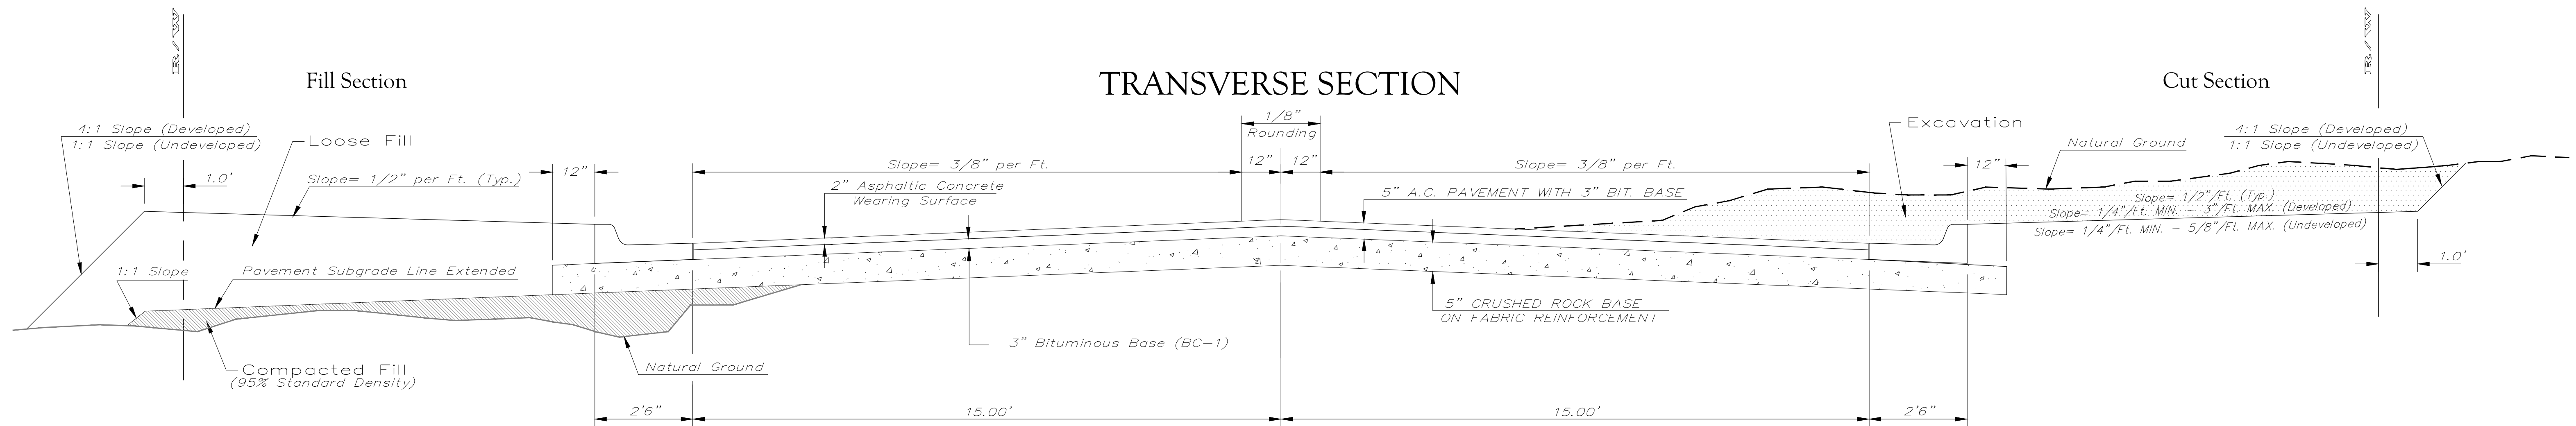 R/W
R/W
Fill Section
TRANSVERSE SECTION
Cut Section
4:1 Slope (Developed)
1:1 Slope (Undeveloped)
Loose Fill
1/8"
Rounding
Excavation
Natural Ground
4:1 Slope (Developed)
1:1 Slope (Undeveloped)
1.0'
Slope= 1/2" per Ft. (Typ.)
12"
Slope= 3/8" per Ft.
12"
12"
Slope= 3/8" per Ft.
12"
2" Asphaltic Concrete
Wearing Surface
5" A.C. PAVEMENT WITH 3" BIT. BASE
Slope= 1/2"/Ft. (Typ.)
Slope= 1/4"/Ft. MIN. - 3"/Ft. MAX. (Developed)
Slope= 1/4"/Ft. MIN. - 5/8"/Ft. MAX. (Undeveloped)
1.0'
1:1 Slope
Pavement Subgrade Line Extended
5" CRUSHED ROCK BASE
ON FABRIC REINFORCEMENT
3" Bituminous Base (BC-1)
Compacted Fill
(95% Standard Density)
Natural Ground
2'6"
15.00'
15.00'
2'6"